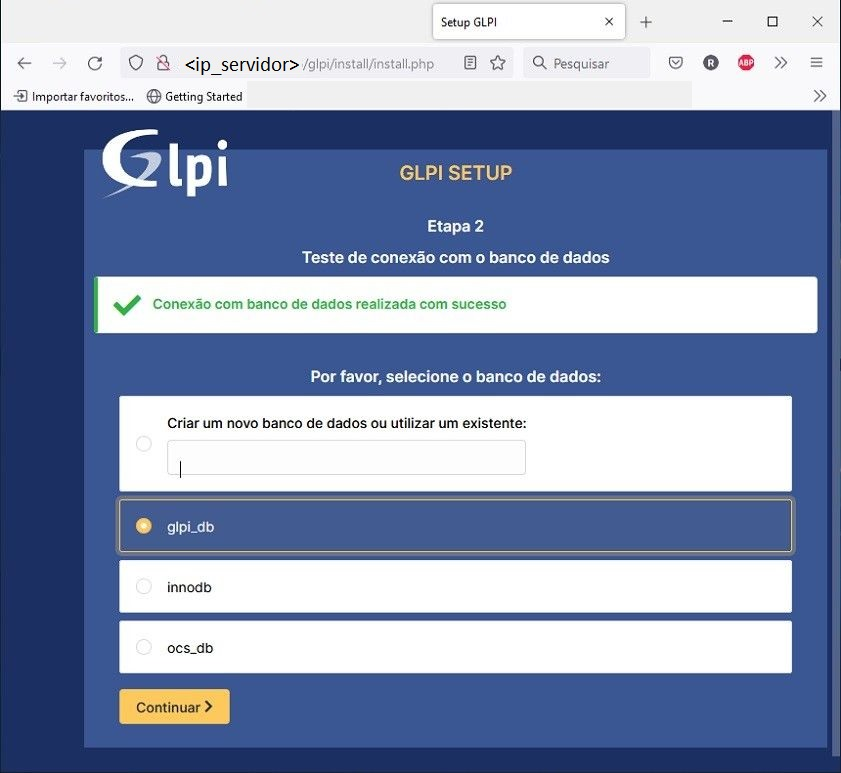 Setup GLPI
<ip_servidor>/glpi/install/install.php
Pesquisar
R
ABP
Importar favoritos...
Getting Started
Glpi
GLPI SETUP
Etapa 2
Teste de conexão com o banco de dados
Conexão com banco de dados realizada com sucesso
Por favor, selecione o banco de dados:
Criar um novo banco de dados ou utilizar um existente:
glpi_db
innodb
ocs_db
Continuar